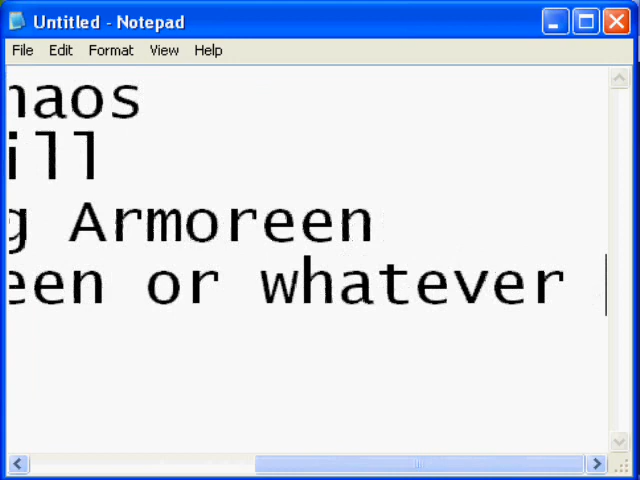 Untitled - Notepad
File Edit Format View Help
haos
ill
g Armoreen
een or whatever